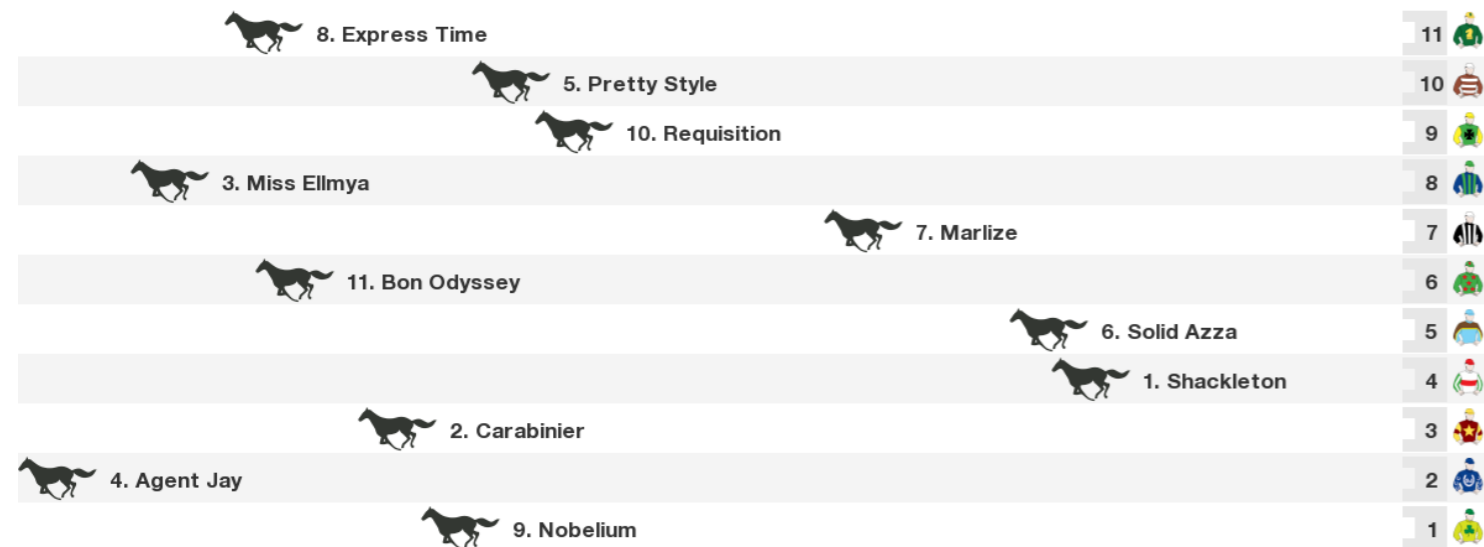 8. Express Time 11
5. Pretty Style 10
10. Requisition 9
3. Miss Ellmya 8
7. Marlize 7
11. Bon Odyssey 6
6. Solid Azza 5
1. Shackleton 4
2. Carabinier 3
4. Agent Jay 2
9. Nobelium 1